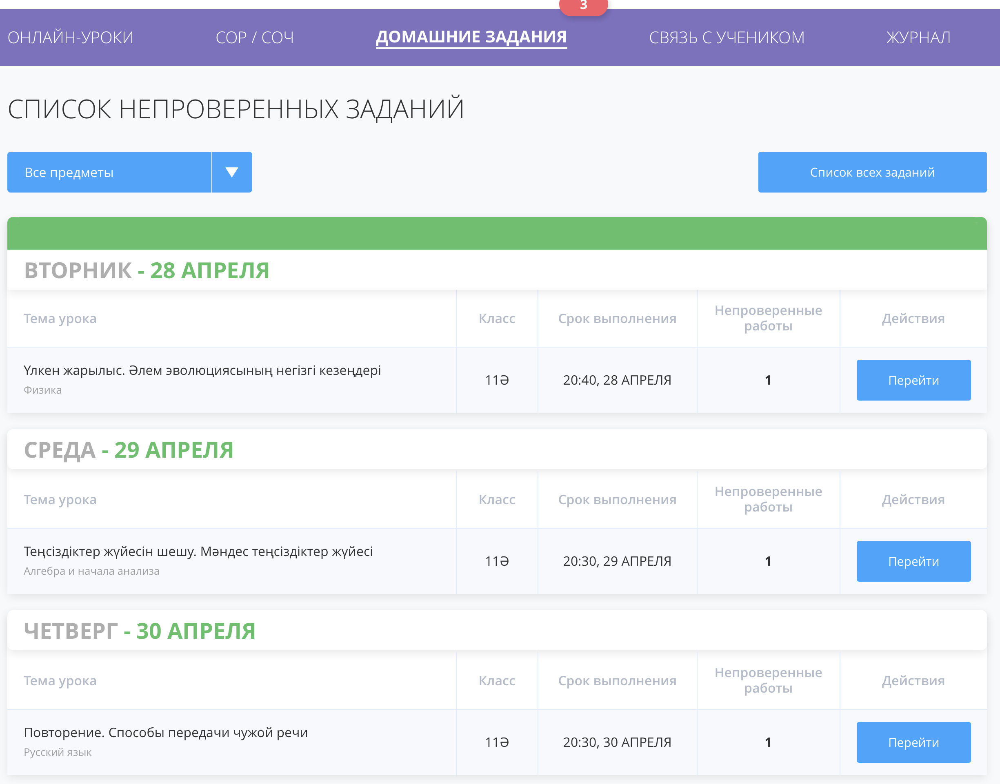 3
ОНЛАЙН-УРОКИ СОР / СОЧ ДОМАШНИЕ ЗАДАНИЯ СВЯЗЬ С УЧЕНИКОМ ЖУРНАЛ
СПИСОК НЕПРОВЕРЕННЫХ ЗАДАНИЙ
Все предметы Список всех заданий
ВТОРНИК - 28 АПРЕЛЯ
Тема урока Класс Срок выполнения Непроверенные работы Действия
Үлкен жарылыс. Әлем эволюциясының негізгі кезеңдері
Физика
11Ә 20:40, 28 АПРЕЛЯ 1 Перейти
СРЕДА - 29 АПРЕЛЯ
Тема урока Класс Срок выполнения Непроверенные работы Действия
Теңсіздіктер жүйесін шешу. Мәндес теңсіздіктер жүйесі
Алгебра и начала анализа
11Ә 20:30, 29 АПРЕЛЯ 1 Перейти
ЧЕТВЕРГ - 30 АПРЕЛЯ
Тема урока Класс Срок выполнения Непроверенные работы Действия
Повторение. Способы передачи чужой речи
Русский язык
11Ә 20:30, 30 АПРЕЛЯ 1 Перейти